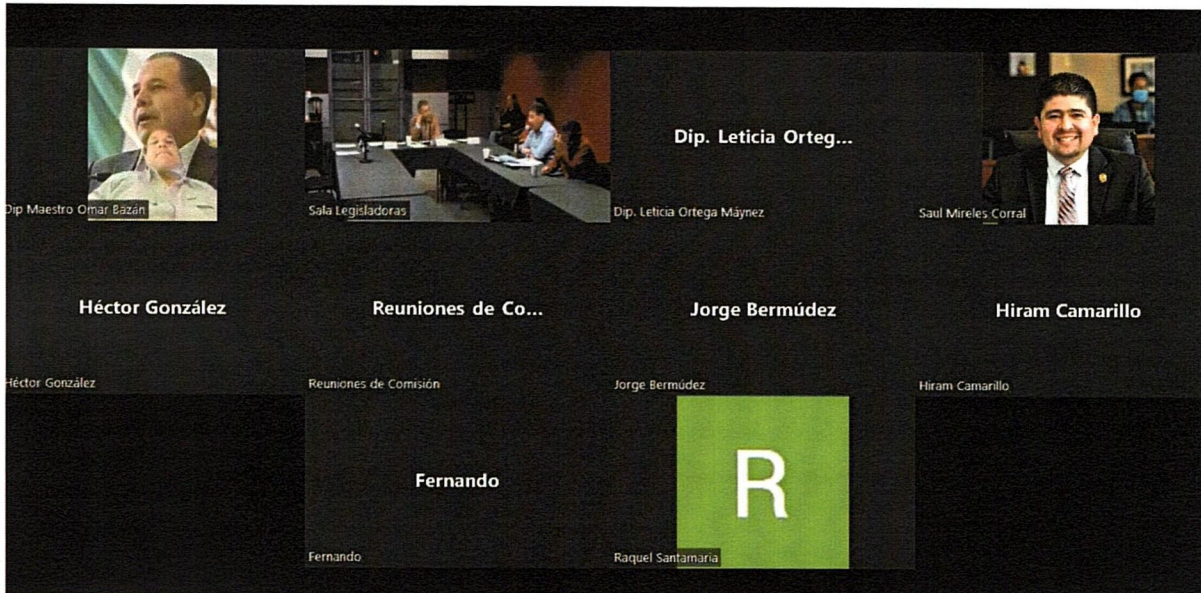 Dip. Leticia Orteg...
Dip Maestro Omar Bazán
Sala Legisladoras
Dip. Leticia Ortega Máynez
Saul Mireles Corral
Héctor González
Reuniones de Co...
Jorge Bermúdez
Hiram Camarillo
Héctor González
Reuniones de Comisión
Jorge Bermúdez
Hiram Camarillo
Fernando
R
Fernando
Raquel Santamaria